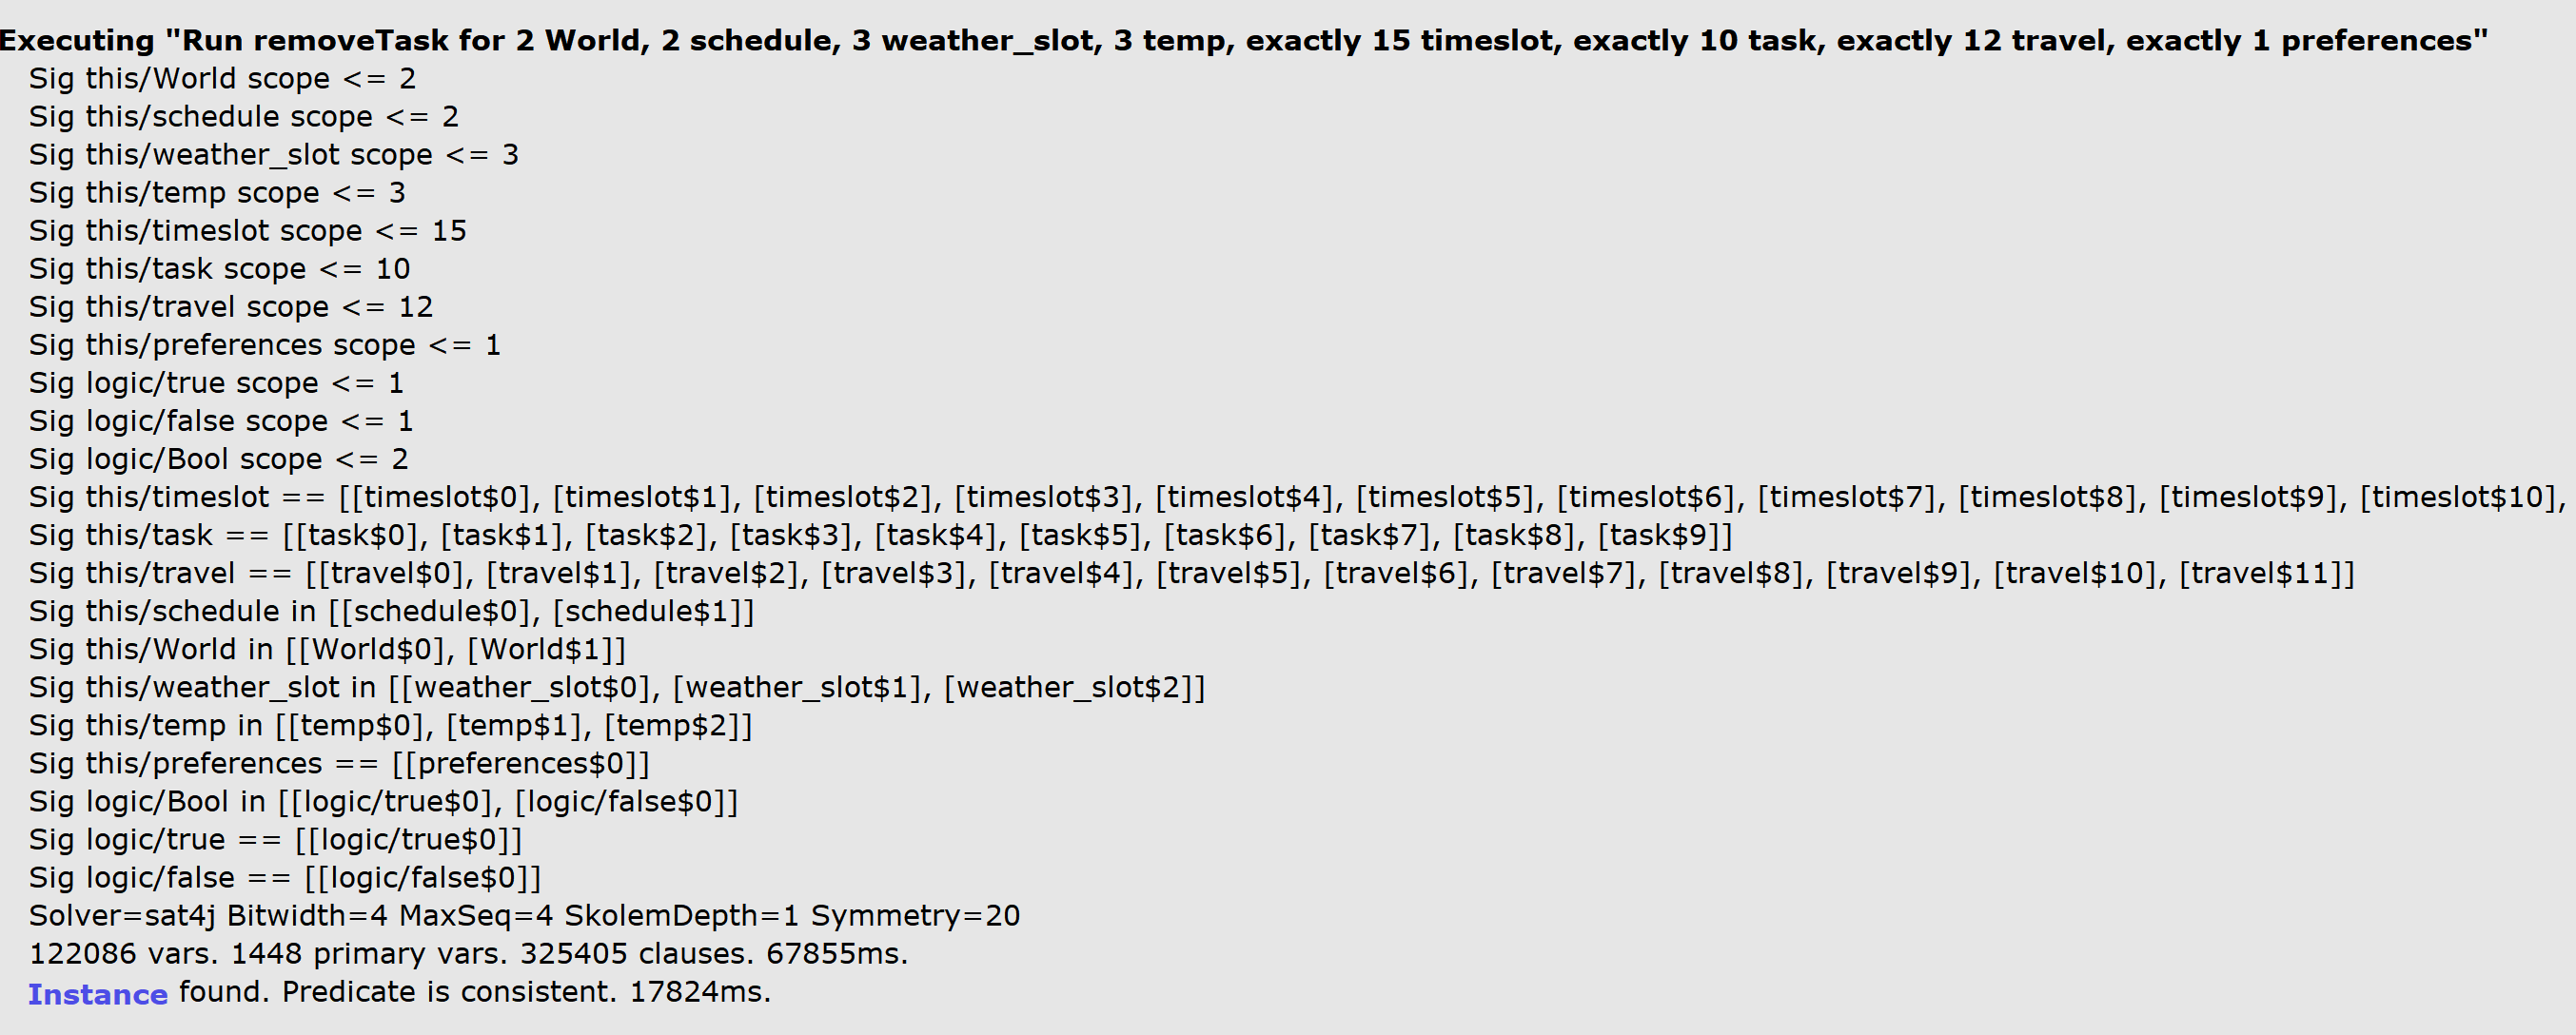 Executing "Run removeTask for 2 World, 2 schedule, 3 weather_slot, 3 temp, exactly 15 timeslot, exactly 10 task, exactly 12 travel, exactly 1 preferences"
Sig this/World scope <= 2
Sig this/schedule scope <= 2
Sig this/weather_slot scope <= 3
Sig this/temp scope <= 3
Sig this/timeslot scope <= 15
Sig this/task scope <= 10
Sig this/travel scope <= 12
Sig this/preferences scope <= 1
Sig logic/true scope <= 1
Sig logic/false scope <= 1
Sig logic/Bool scope <= 2
Sig this/timeslot == [[timeslot$0], [timeslot$1], [timeslot$2], [timeslot$3], [timeslot$4], [timeslot$5], [timeslot$6], [timeslot$7], [timeslot$8], [timeslot$9], [timeslot$10],
Sig this/task == [[task$0], [task$1], [task$2], [task$3], [task$4], [task$5], [task$6], [task$7], [task$8], [task$9]]
Sig this/travel == [[travel$0], [travel$1], [travel$2], [travel$3], [travel$4], [travel$5], [travel$6], [travel$7], [travel$8], [travel$9], [travel$10], [travel$11]]
Sig this/schedule in [[schedule$0], [schedule$1]]
Sig this/World in [[World$0], [World$1]]
Sig this/weather_slot in [[weather_slot$0], [weather_slot$1], [weather_slot$2]]
Sig this/temp in [[temp$0], [temp$1], [temp$2]]
Sig this/preferences == [[preferences$0]]
Sig logic/Bool in [[logic/true$0], [logic/false$0]]
Sig logic/true == [[logic/true$0]]
Sig logic/false == [[logic/false$0]]
Solver=sat4j Bitwidth=4 MaxSeq=4 SkolemDepth=1 Symmetry=20
122086 vars. 1448 primary vars. 325405 clauses. 67855ms.
Instance found. Predicate is consistent. 17824ms.